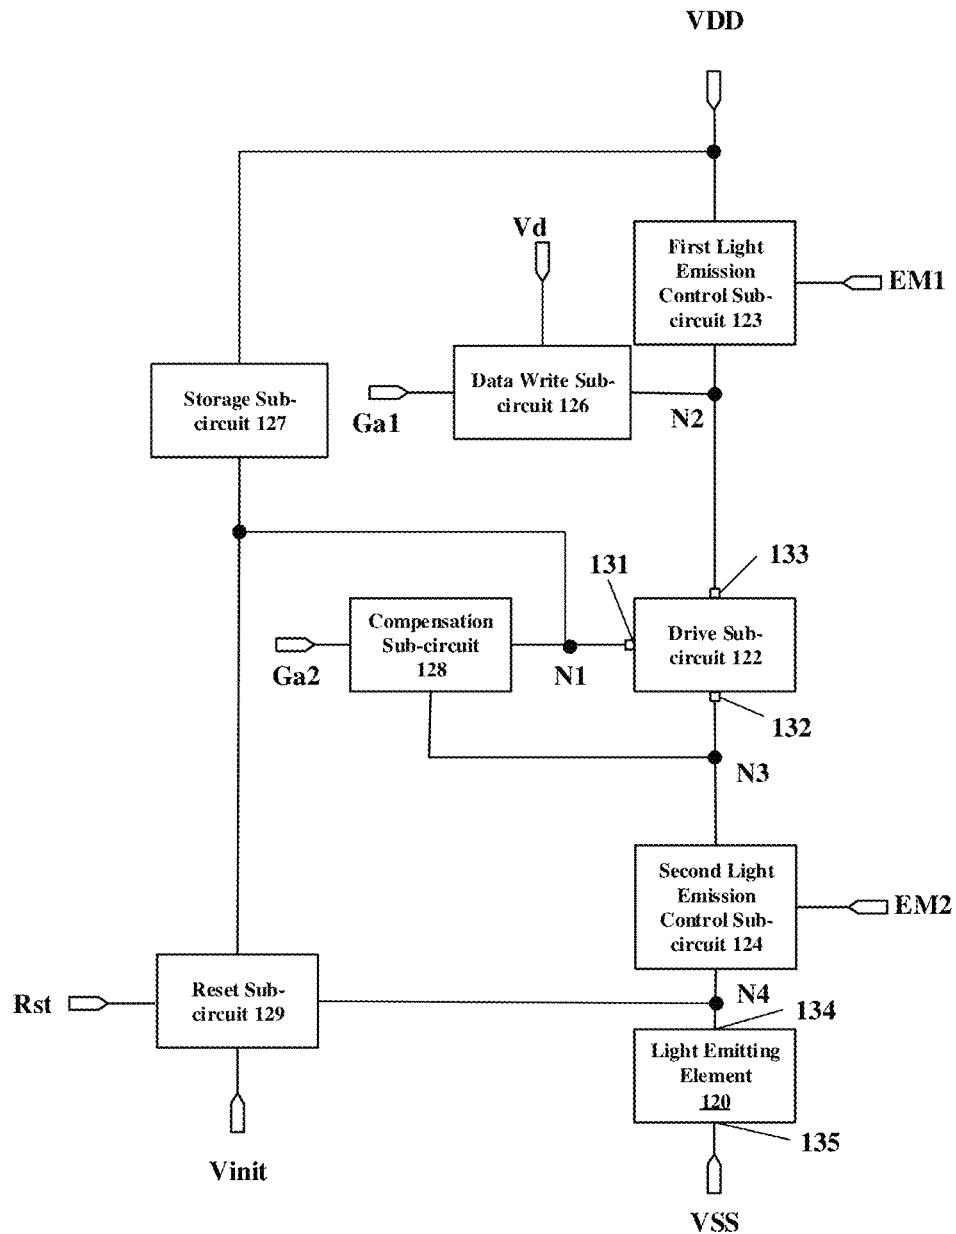 VDD
First Light
Emission
Control Sub-
circuit 123
EM1
Vd
Data Write Sub-
circuit 126
Ga1
N2
Storage Sub-
circuit 127
131
133
Compensation
Sub-circuit
128
Ga2
N1
Drive Sub-
circuit 122
132
N3
Second Light
Emission
Control Sub-
circuit 124
EM2
Rst
Reset Sub-
circuit 129
N4
134
Light Emitting
Element
120
135
Vinit
VSS